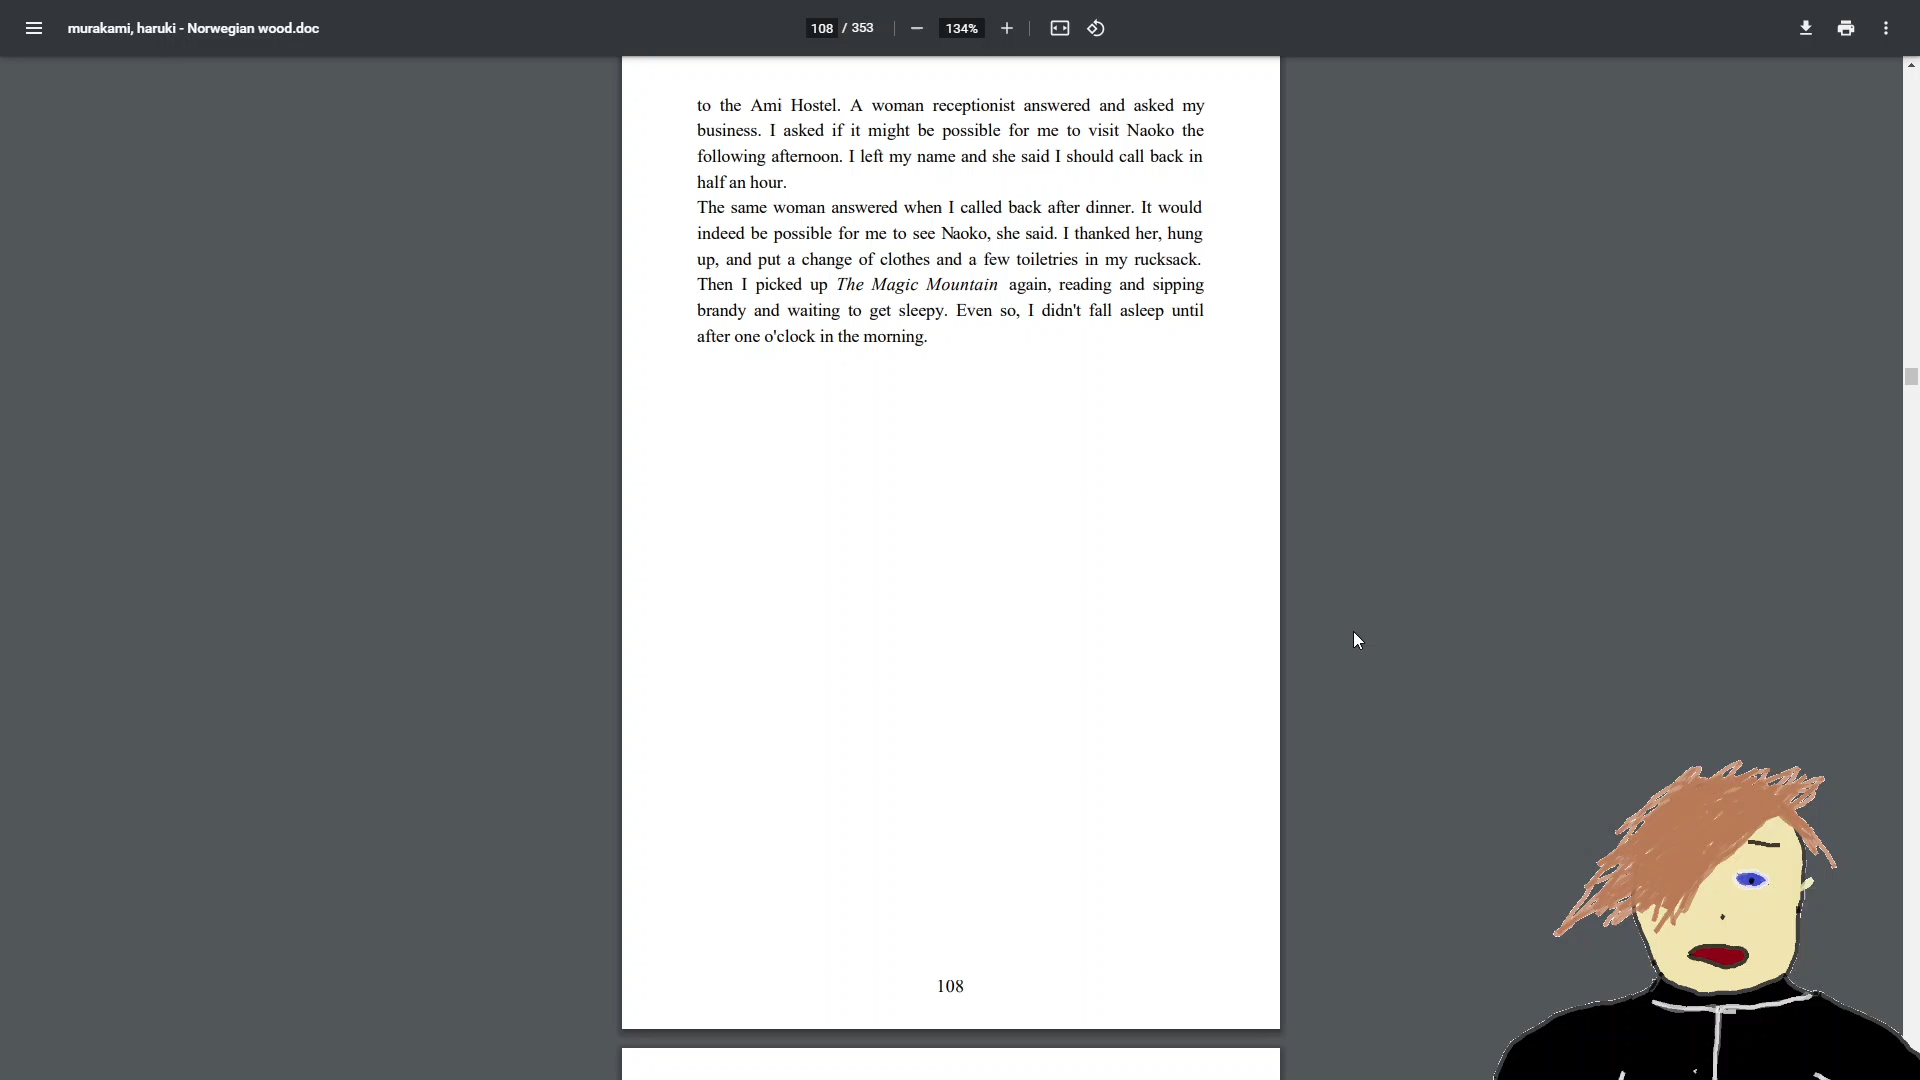 murakami, haruki - Norwegian wood.doc
108 / 353
134%
to the Ami Hostel. A woman receptionist answered and asked my
business. I asked if it might be possible for me to visit Naoko the
following afternoon. I left my name and she said I should call back in
half an hour.
The same woman answered when I called back after dinner. It would
indeed be possible for me to see Naoko, she said. I thanked her, hung
up, and put a change of clothes and a few toiletries in my rucksack.
Then I picked up The Magic Mountain again, reading and sipping
brandy and waiting to get sleepy. Even so, I didn't fall asleep until
after one o'clock in the morning.
108